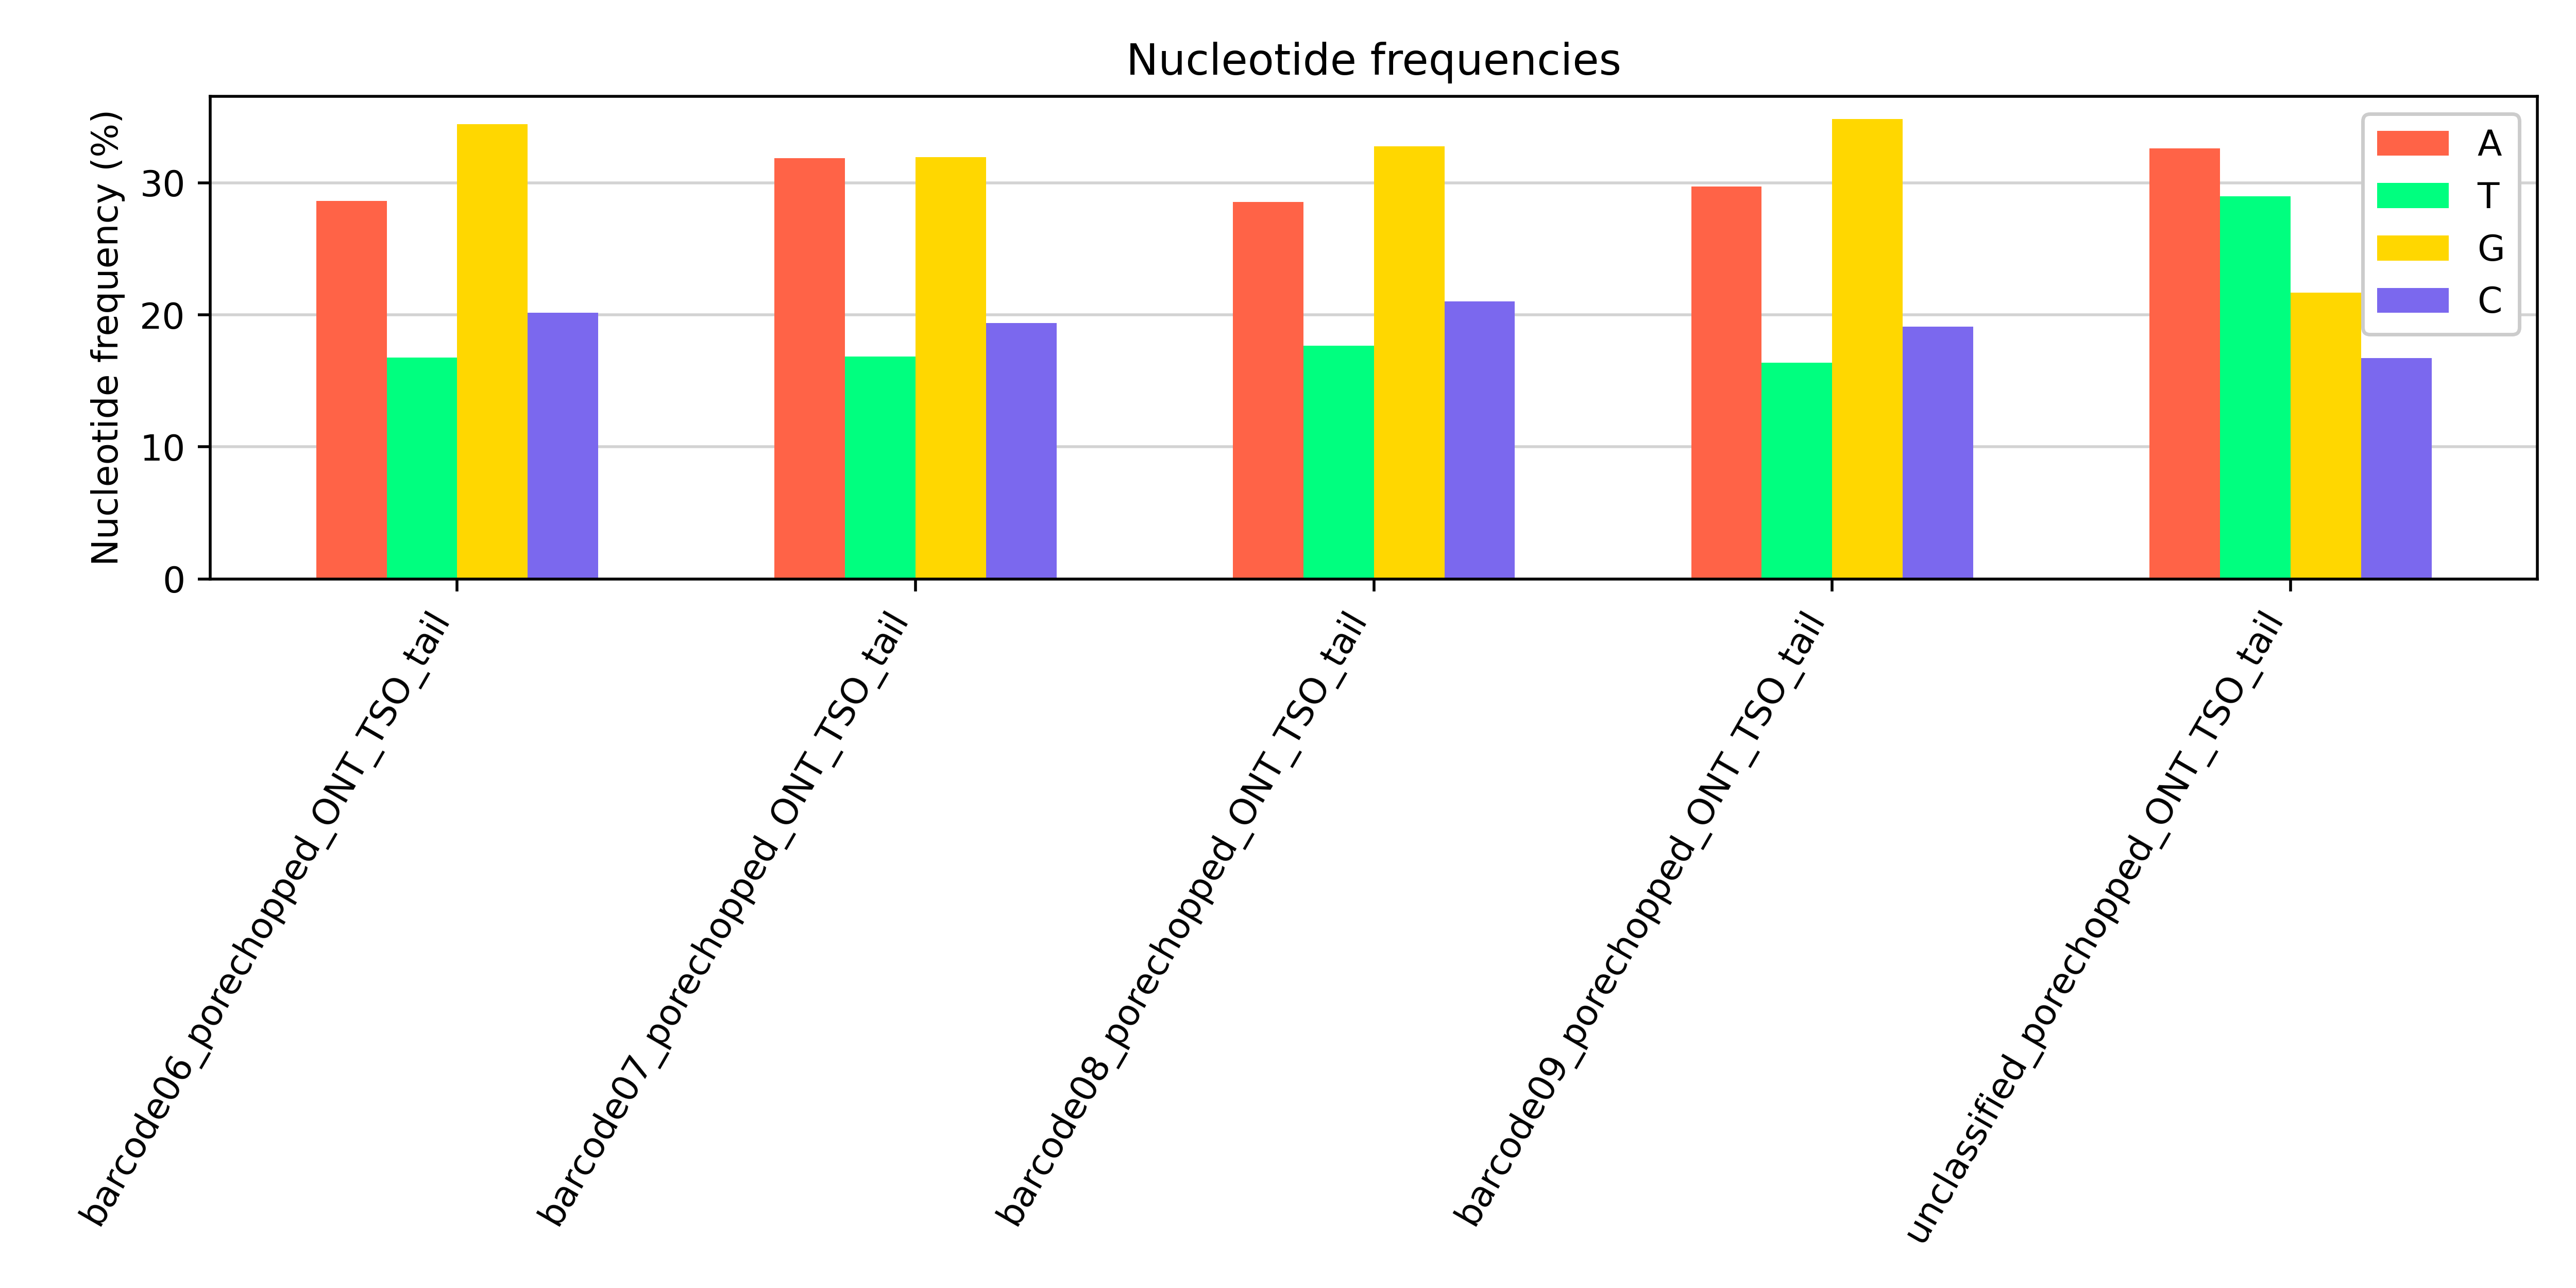 Nucleotide frequencies
Nucleotide frequency (%)
30
20
10
0
A
T
G
C
barcode06_porechopped_ONT_TSO_tail
barcode07_porechopped_ONT_TSO_tail
barcode08_porechopped_ONT_TSO_tail
barcode09_porechopped_ONT_TSO_tail
unclassified_porechopped_ONT_TSO_tail